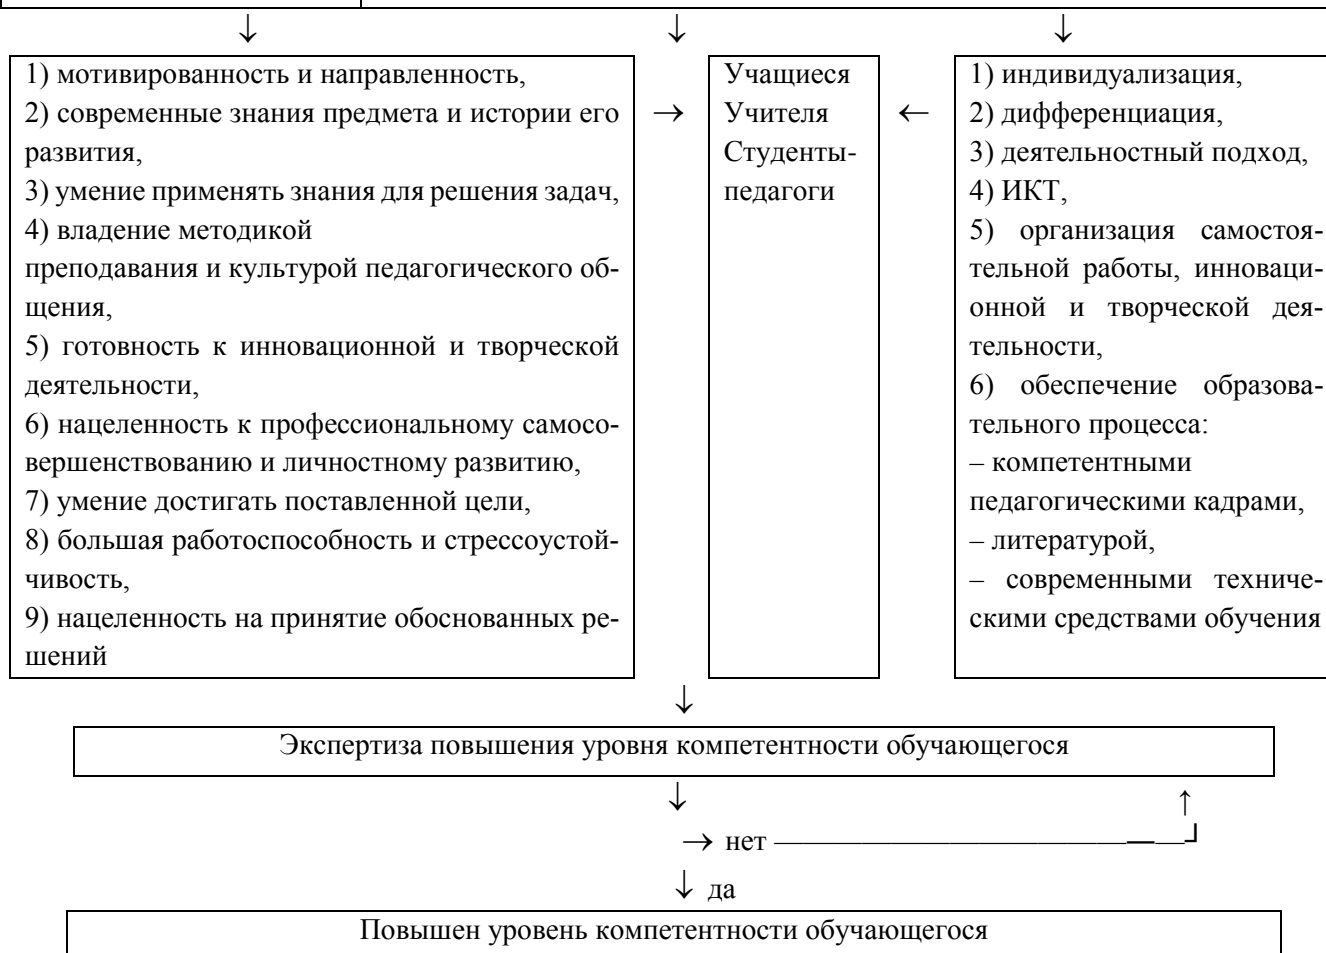 ↓ ↓ ↓
1) мотивированность и направленность,
2) современные знания предмета и истории его
развития,
3) умение применять знания для решения задач,
4) владение методикой
преподавания и культурой педагогического об-
щения,
5) готовность к инновационной и творческой
деятельности,
6) нацеленность к профессиональному самосо-
вершенствованию и личностному развитию,
7) умение достигать поставленной цели,
8) большая работоспособность и стрессоустой-
чивость,
9) нацеленность на принятие обоснованных ре-
шений
→
Учащиеся
Учителя
Студенты-
педагоги
←
1) индивидуализация,
2) дифференциация,
3) деятельностный подход,
4) ИКТ,
5) организация самостоя-
тельной работы, инноваци-
онной и творческой дея-
тельности,
6) обеспечение образова-
тельного процесса:
– компетентными
педагогическими кадрами,
– литературой,
– современными техниче-
скими средствами обучения
↓
Экспертиза повышения уровня компетентности обучающегося
↓ ↑
→ нет
↓ да
Повышен уровень компетентности обучающегося